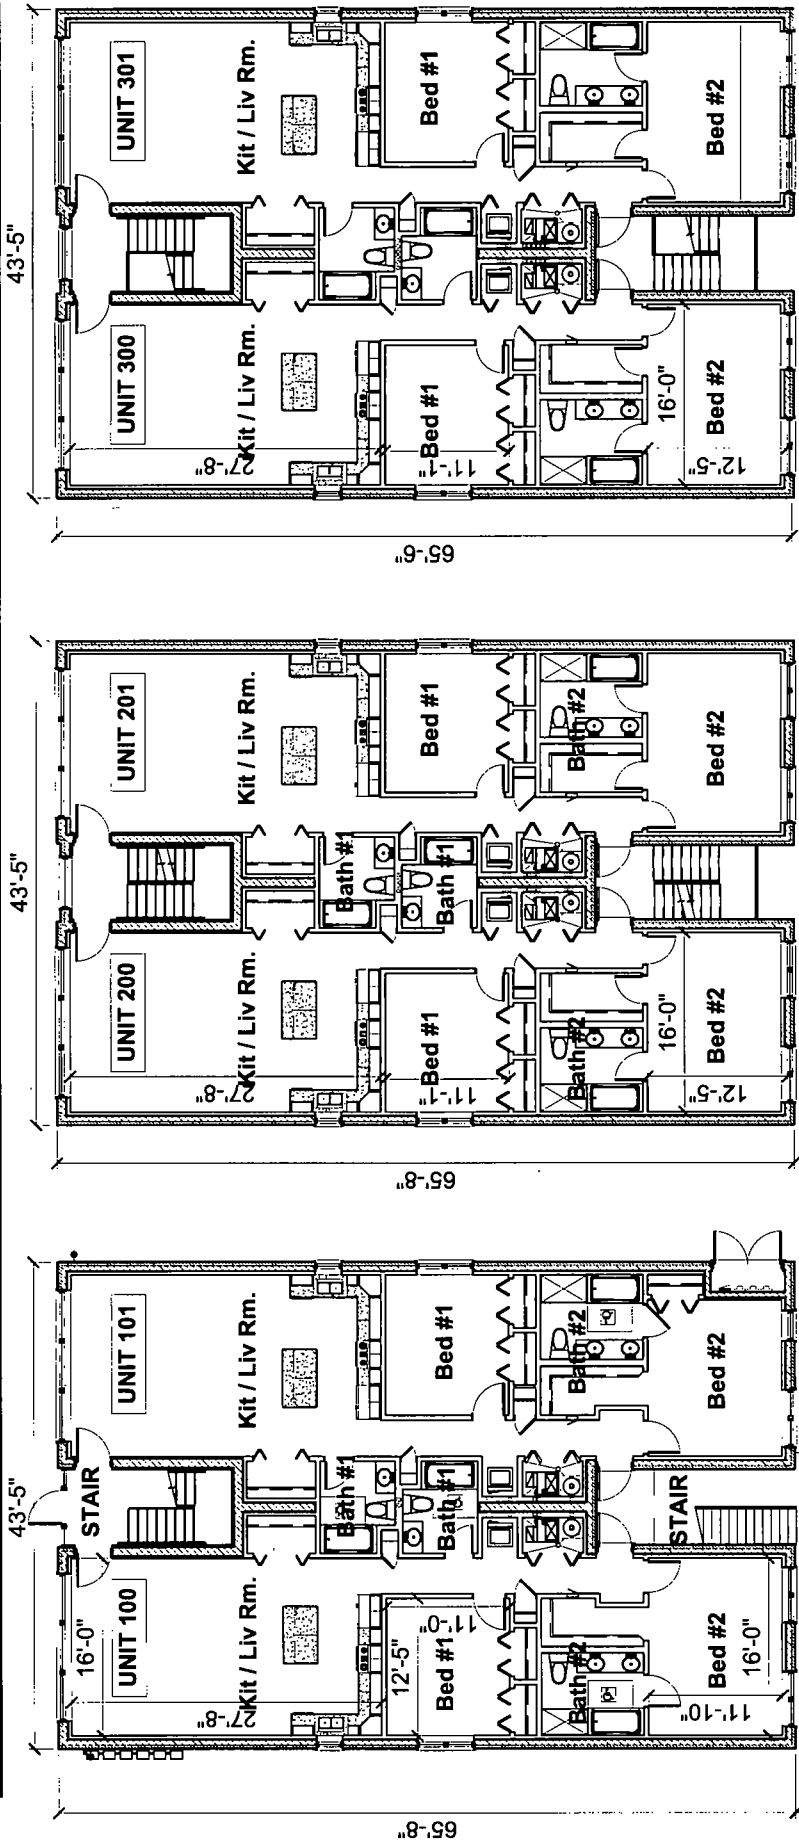 43'-5"
UNIT 301
UNIT 300
Kit / Liv Rm.
Kit / Liv Rm.
27'-8"
Bed #1
Bed #1
11'-1"
Bed #2
Bed #2
16'-0"
12'-5"
65'-6"
43'-5"
UNIT 201
UNIT 200
Kit / Liv Rm.
Kit / Liv Rm.
27'-8"
Bath #1
Bath #1
Bed #1
Bed #1
11'-1"
Bath #2
Bath #2
Bed #2
Bed #2
16'-0"
12'-5"
65'-8"
43'-5"
STAIR
UNIT 101
UNIT 100
16'-0"
Kit / Liv Rm.
Kit / Liv Rm.
27'-8"
Bath #1
Bath #1
Bed #1
Bed #1
12'-5"
11'-0"
Bath #2
Bath #2
STAIR
Bed #2
Bed #2
16'-0"
11'-10"
65'-8"